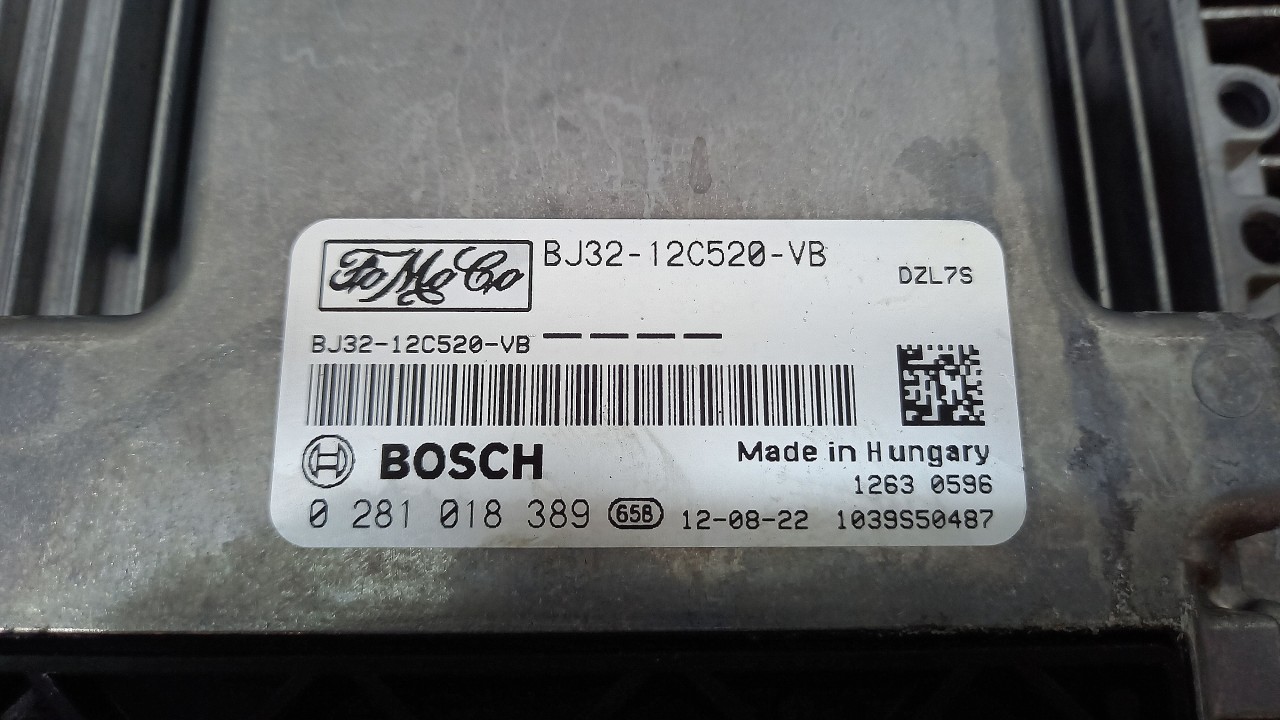 FoMoCo BJ32-12C520-VB
DZL7S
BJ32-12C520-VB
BOSCH
Made in Hungary
1263 0596
0 281 018 389 65B 12-08-22 1039S50487